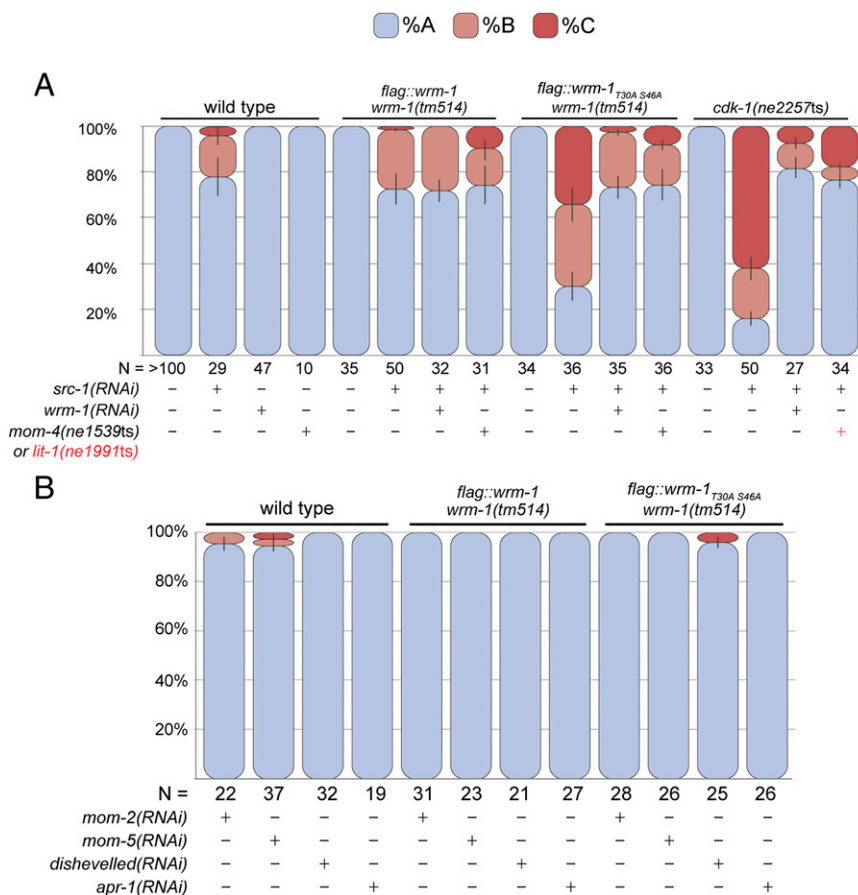 %A %B %C
A
wild type
flag::wrm-1
wrm-1(tm514)
flag::wrm-1T30A S46A
wrm-1(tm514)
cdk-1(ne2257ts)
100%
80%
60%
40%
20%
N = >100 29 47 10 35 50 32 31 34 36 35 36 33 50 27 34
src-1(RNAi) – + – – – + + + – + + + – + + +
wrm-1(RNAi) – – + – – – + – – – + – – – + –
mom-4(ne1539ts) – – – + – – – + – – – + – – – +
or lit-1(ne1991ts)
B
wild type
flag::wrm-1
wrm-1(tm514)
flag::wrm-1T30A S46A
wrm-1(tm514)
100%
80%
60%
40%
20%
N = 22 37 32 19 31 23 21 27 28 26 25 26
mom-2(RNAi) + – – – + – – – + – – –
mom-5(RNAi) – + – – – + – – – + – –
dishevelled(RNAi) – – + – – – + – – – + –
apr-1(RNAi) – – – + – – – + – – – +